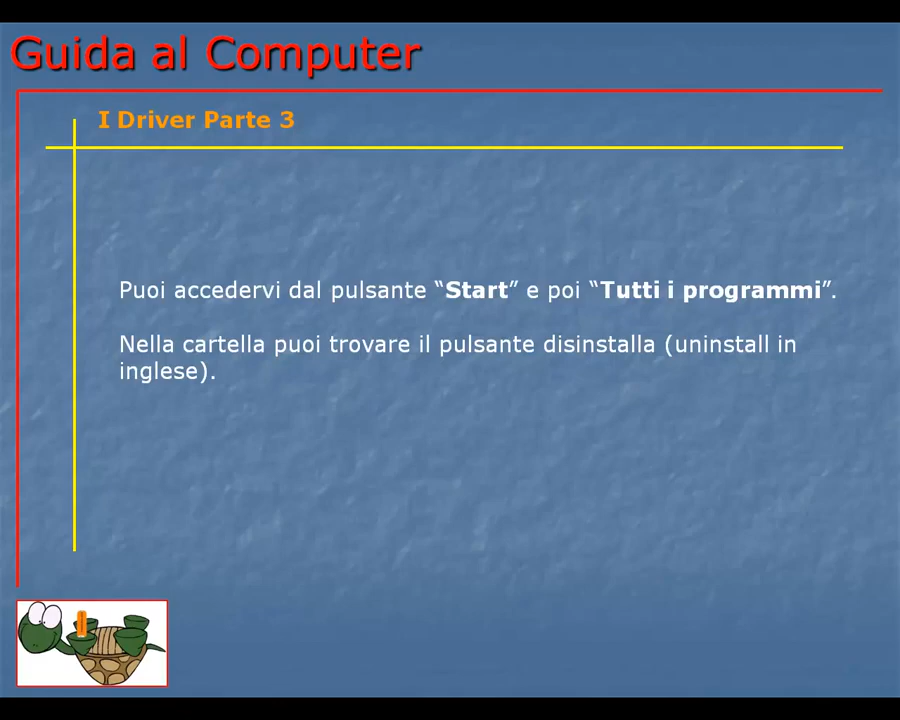 Guida al Computer
I Driver Parte 3
Puoi accedervi dal pulsante “Start” e poi “Tutti i programmi”.
Nella cartella puoi trovare il pulsante disinstalla (uninstall in
inglese).